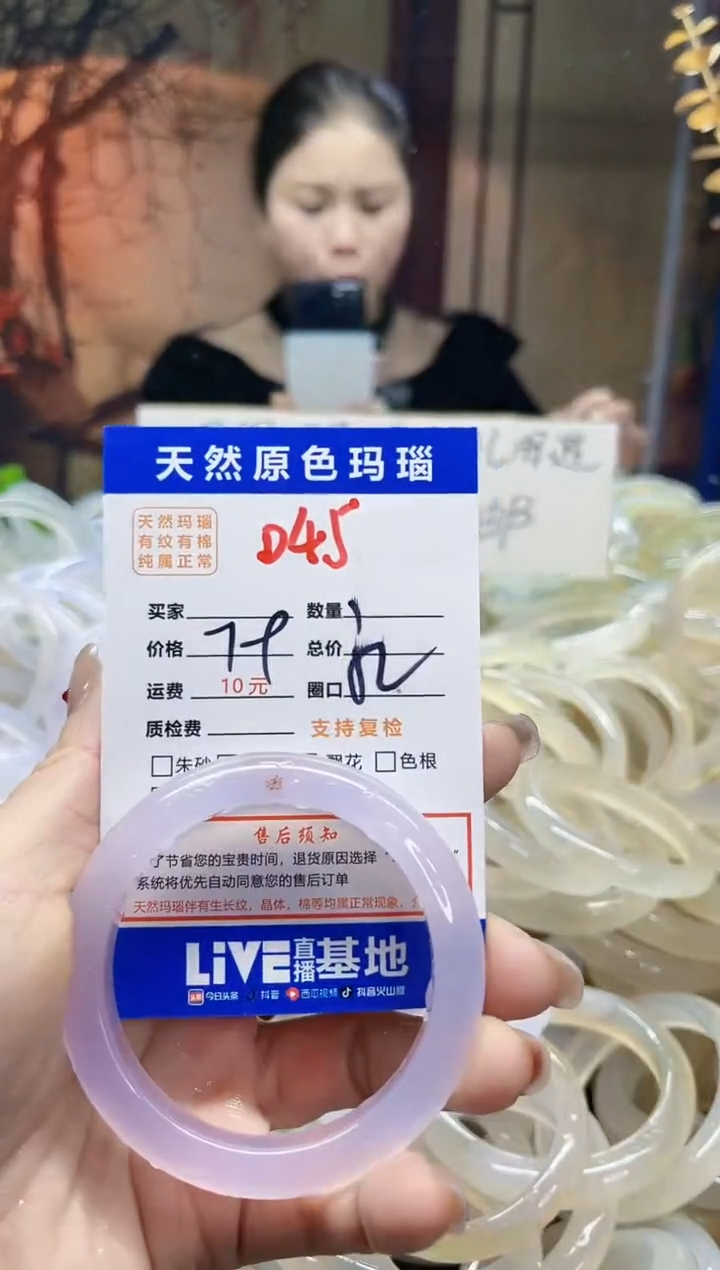 天然原色玛瑙
天然玛瑙
有纹有棉
纯属正常
D45
买家
数量
价格 79
总价
运费 10元
圈口
质检费
支持复检
朱砂
飘花
色根
售后须知
了节省您的宝贵时间，退货原因选择“
系统将优先自动同意您的售后订单
天然玛瑙伴有生长纹，晶体，棉等均属正常现象，
LiVE直播基地
今日头条 抖音 西瓜视频 抖音火山版